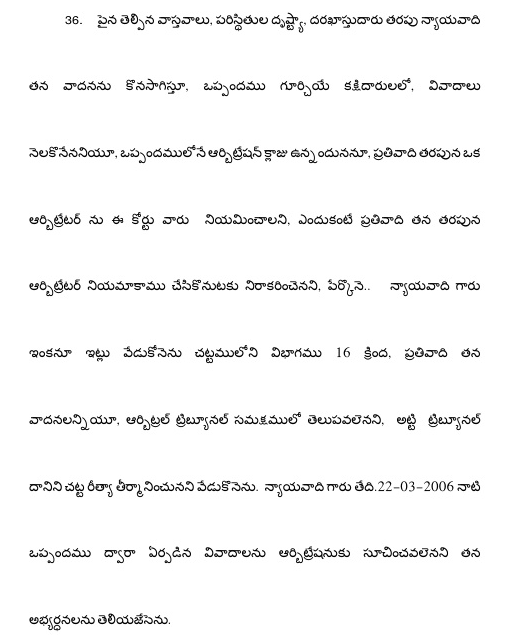 36. పైన తెల్పిన వాస్తవాలు, పరిస్థితుల దృష్ట్యా, దరఖాస్తుదారు తరపు న్యాయవాది
తన వాదనను కొనసాగిస్తూ, ఒప్పందము గూర్చియే కక్షిదారులలో, వివాదాలు
నెలకొనేననియూ, ఒప్పందములోనే ఆర్బిట్రేషన్ క్లాజు ఉన్నందుననూ, ప్రతివాది తరపున ఒక
ఆర్బిట్రేటర్ ను ఈ కోర్టు వారు నియమించాలని, ఎందుకంటే ప్రతివాది తన తరపున
ఆర్బిట్రేటర్ నియమాకాము చేసికొనుటకు నిరాకరించెనని, పేర్కొనె.. న్యాయవాది గారు
ఇంకనూ ఇట్లు వేడుకోనెను చట్టములోని విభాగము 16 క్రింద, ప్రతివాది తన
వాదనలన్నియూ, ఆర్బిట్రల్ ట్రిబ్యూనల్ సమక్షములో తెలుపవలెనని, అట్టి ట్రిబ్యూనల్
దానిని చట్ట రీత్యా తీర్మానించునని వేడుకొనెను. న్యాయవాది గారు తేది.22-03-2006 నాటి
ఒప్పందము ద్వారా ఏర్పడిన వివాదాలను ఆర్బిట్రేషనుకు సూచించవలెనని తన
అభ్యర్ధనలను తెలియజేసెను.